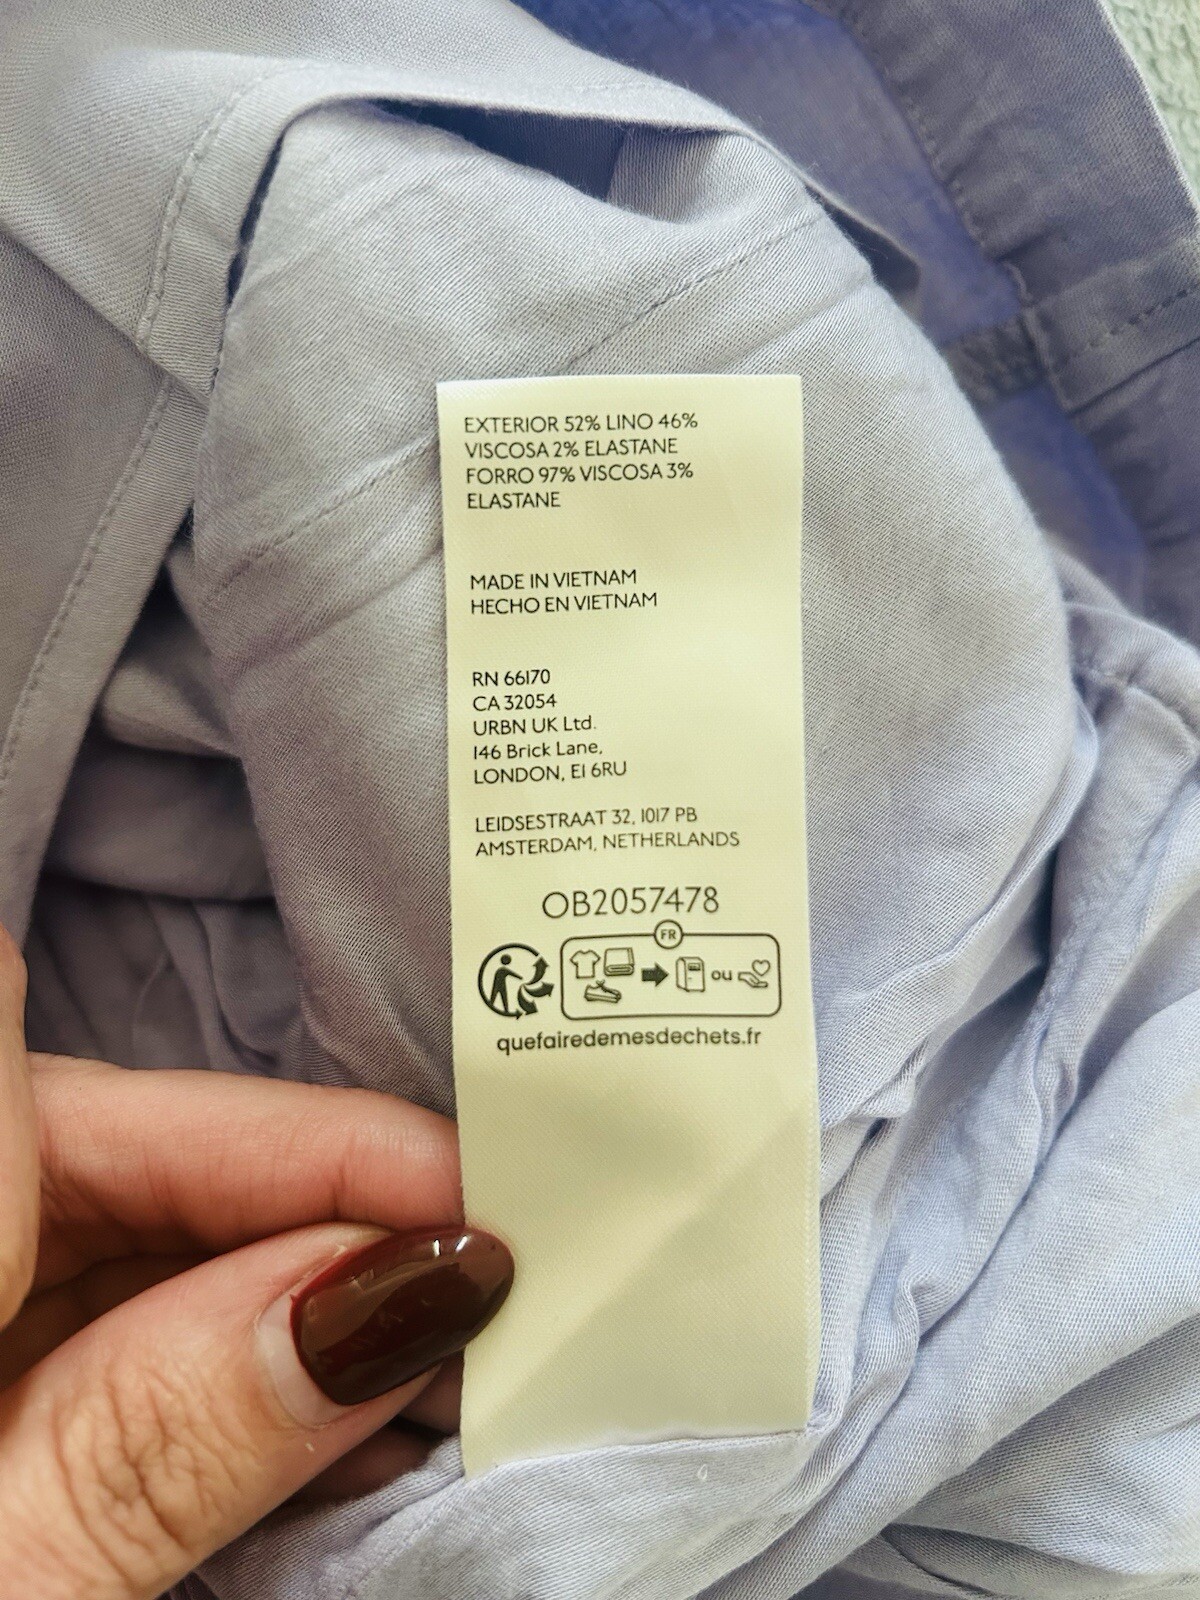 EXTERIOR 52% LINO 46%
VISCOSA 2% ELASTANE
FORRO 97% VISCOSA 3%
ELASTANE
MADE IN VIETNAM
HECHO EN VIETNAM
RN 66170
CA 32054
URBN UK Ltd.
146 Brick Lane,
LONDON, E1 6RU
LEIDSESTRAAT 32, 1017 PB
AMSTERDAM, NETHERLANDS
OB2057478
FR
ou
quefairedemesdechets.fr